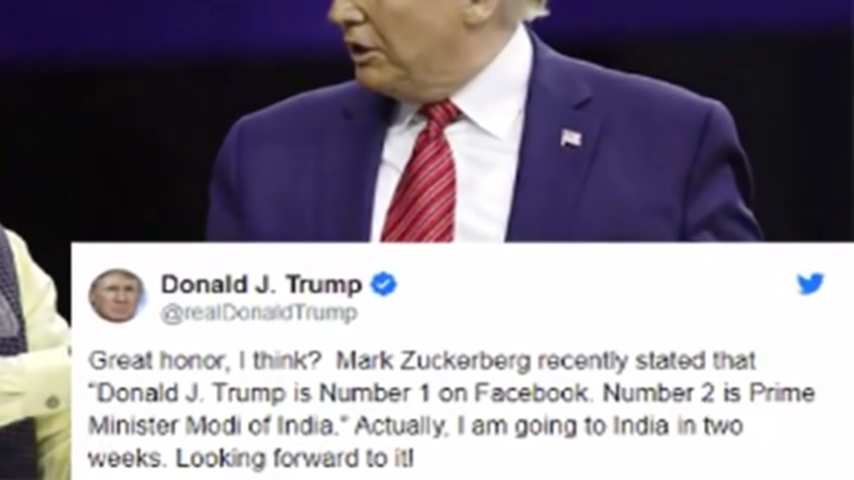 Donald J. Trump
@realDonaldTrump
Great honor, I think? Mark Zuckerberg recently stated that
“Donald J. Trump is Number 1 on Facebook. Number 2 is Prime
Minister Modi of India.” Actually, I am going to India in two
weeks. Looking forward to it!